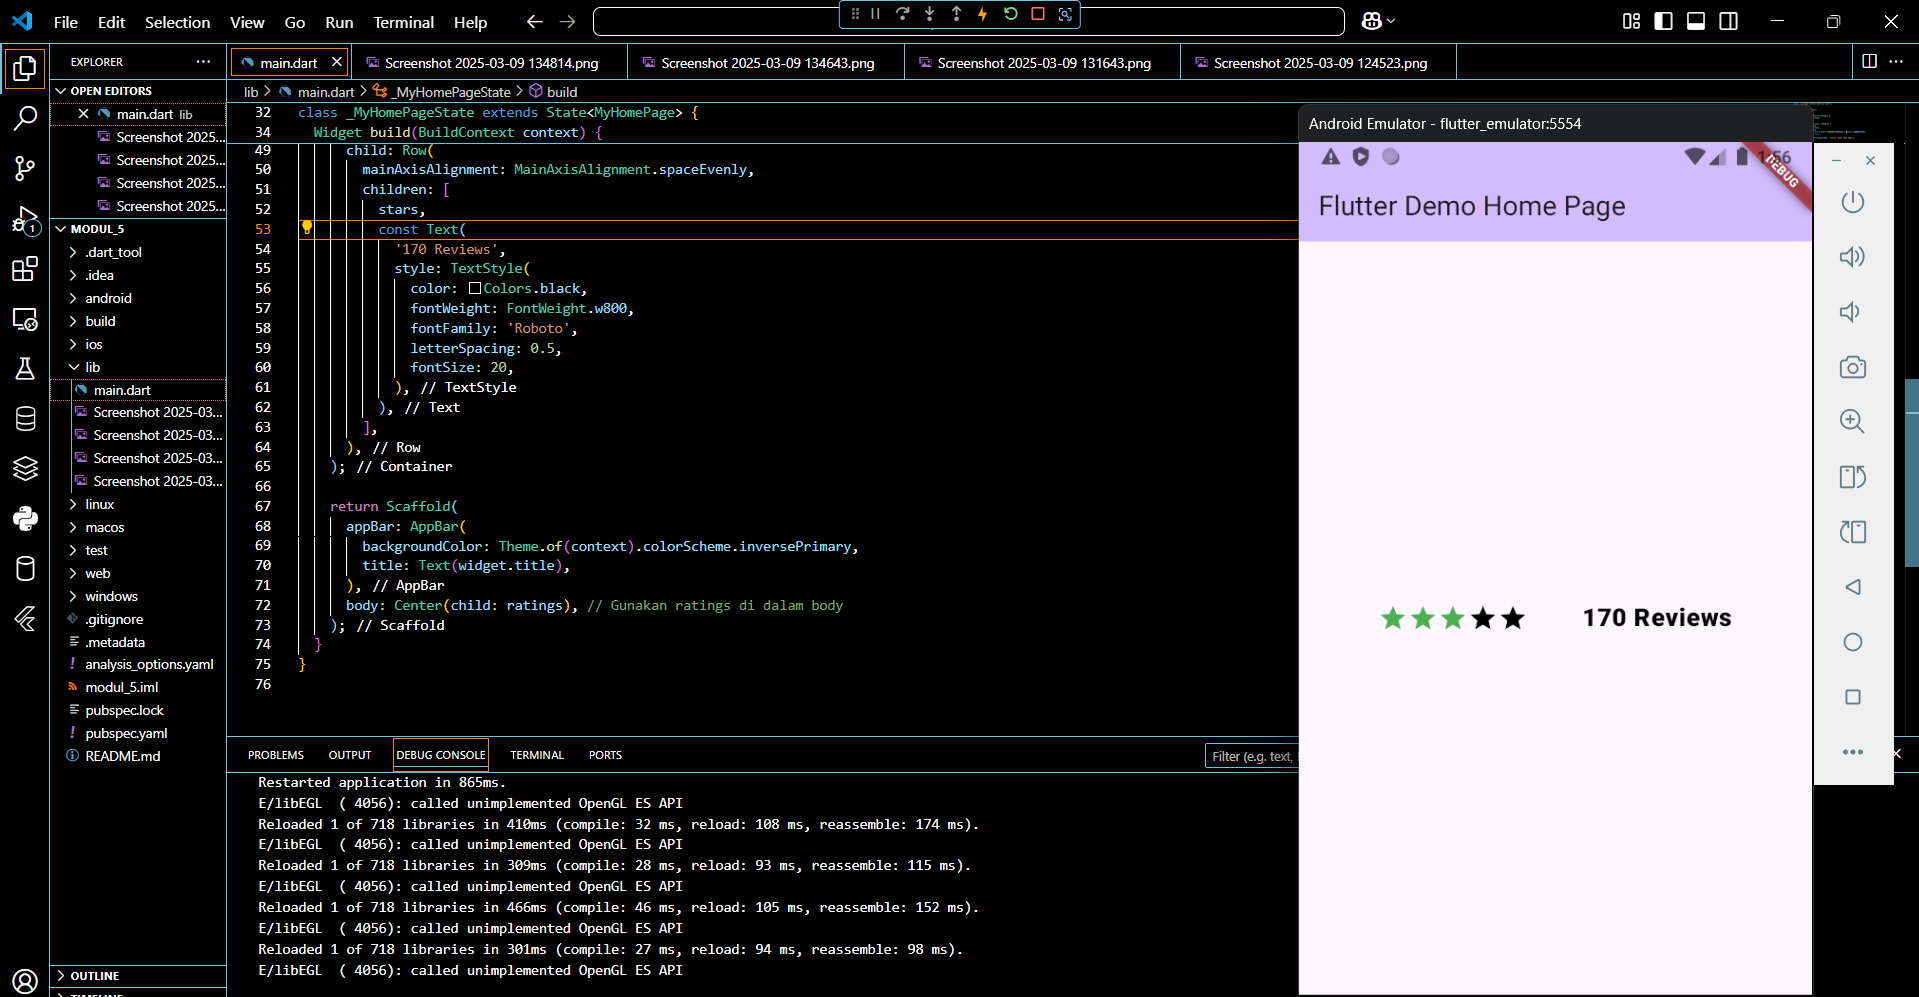 File Edit Selection View Go Run Terminal Help
EXPLORER
OPEN EDITORS
main.dart lib
Screenshot 2025...
Screenshot 2025...
Screenshot 2025...
Screenshot 2025...
MODUL_5
.dart_tool
.idea
android
build
ios
lib
main.dart
Screenshot 2025-03...
Screenshot 2025-03...
Screenshot 2025-03...
Screenshot 2025-03...
linux
macos
test
web
windows
.gitignore
.metadata
analysis_options.yaml
modul_5.iml
pubspec.lock
pubspec.yaml
README.md
OUTLINE
TIMELINE
1
main.dart
Screenshot 2025-03-09 134814.png
Screenshot 2025-03-09 134643.png
Screenshot 2025-03-09 131643.png
Screenshot 2025-03-09 124523.png
lib > main.dart > _MyHomePageState > build
32 class _MyHomePageState extends State<MyHomePage> {
34 Widget build(BuildContext context) {
49 child: Row(
50 mainAxisAlignment: MainAxisAlignment.spaceEvenly,
51 children: [
52 stars,
53 const Text(
54 '170 Reviews',
55 style: TextStyle(
56 color: Colors.black,
57 fontWeight: FontWeight.w800,
58 fontFamily: 'Roboto',
59 letterSpacing: 0.5,
60 fontSize: 20,
61 ), // TextStyle
62 ), // Text
63 ],
64 ), // Row
65 ); // Container
66
67 return Scaffold(
68 appBar: AppBar(
69 backgroundColor: Theme.of(context).colorScheme.inversePrimary,
70 title: Text(widget.title),
71 ), // AppBar
72 body: Center(child: ratings), // Gunakan ratings di dalam body
73 ); // Scaffold
74 }
75 }
76
PROBLEMS OUTPUT DEBUG CONSOLE TERMINAL PORTS
Filter (e.g. text,
Restarted application in 865ms.
E/libEGL ( 4056): called unimplemented OpenGL ES API
Reloaded 1 of 718 libraries in 410ms (compile: 32 ms, reload: 108 ms, reassemble: 174 ms).
E/libEGL ( 4056): called unimplemented OpenGL ES API
Reloaded 1 of 718 libraries in 309ms (compile: 28 ms, reload: 93 ms, reassemble: 115 ms).
E/libEGL ( 4056): called unimplemented OpenGL ES API
Reloaded 1 of 718 libraries in 466ms (compile: 46 ms, reload: 105 ms, reassemble: 152 ms).
E/libEGL ( 4056): called unimplemented OpenGL ES API
Reloaded 1 of 718 libraries in 301ms (compile: 27 ms, reload: 94 ms, reassemble: 98 ms).
E/libEGL ( 4056): called unimplemented OpenGL ES API
Android Emulator - flutter_emulator:5554
1:56
DEBUG
Flutter Demo Home Page
170 Reviews